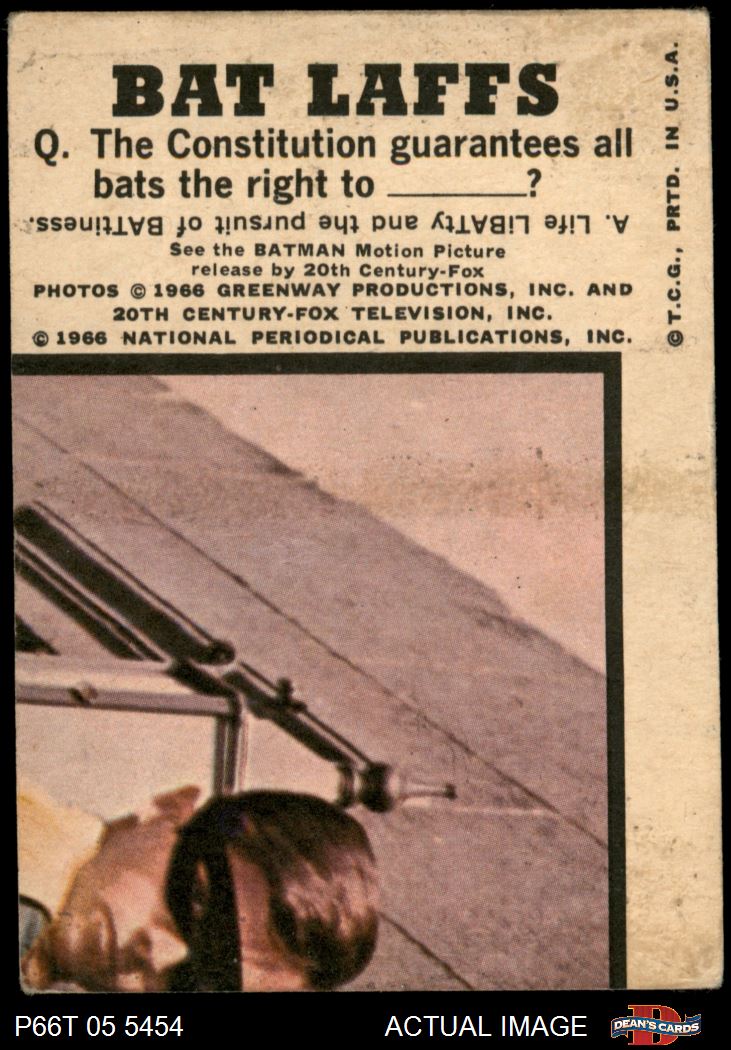 BAT LAFFS
Q. The Constitution guarantees all
bats the right to ________?
A. Life LiBATty and the pursuit of BATtiness.
See the BATMAN Motion Picture
release by 20th Century-Fox
PHOTOS © 1966 GREENWAY PRODUCTIONS, INC. AND
20TH CENTURY-FOX TELEVISION, INC.
© 1966 NATIONAL PERIODICAL PUBLICATIONS, INC.
© T.C.G., PRTD. IN U.S.A.
P66T 05 5454
ACTUAL IMAGE
DEAN'S CARDS